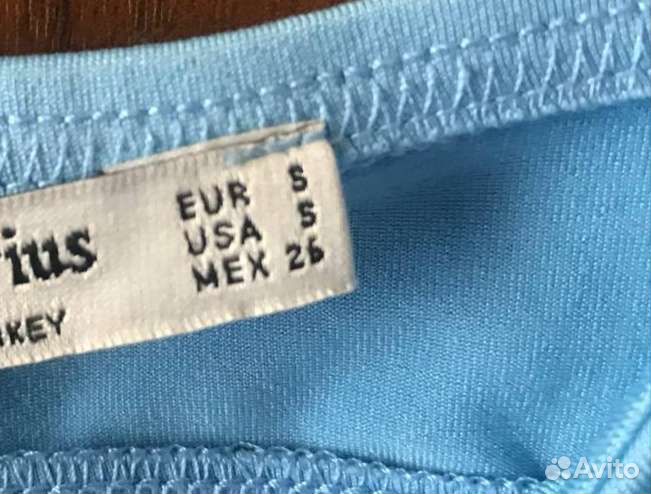 EUR S
USA S
MEX 26
rius
KEY
Avito